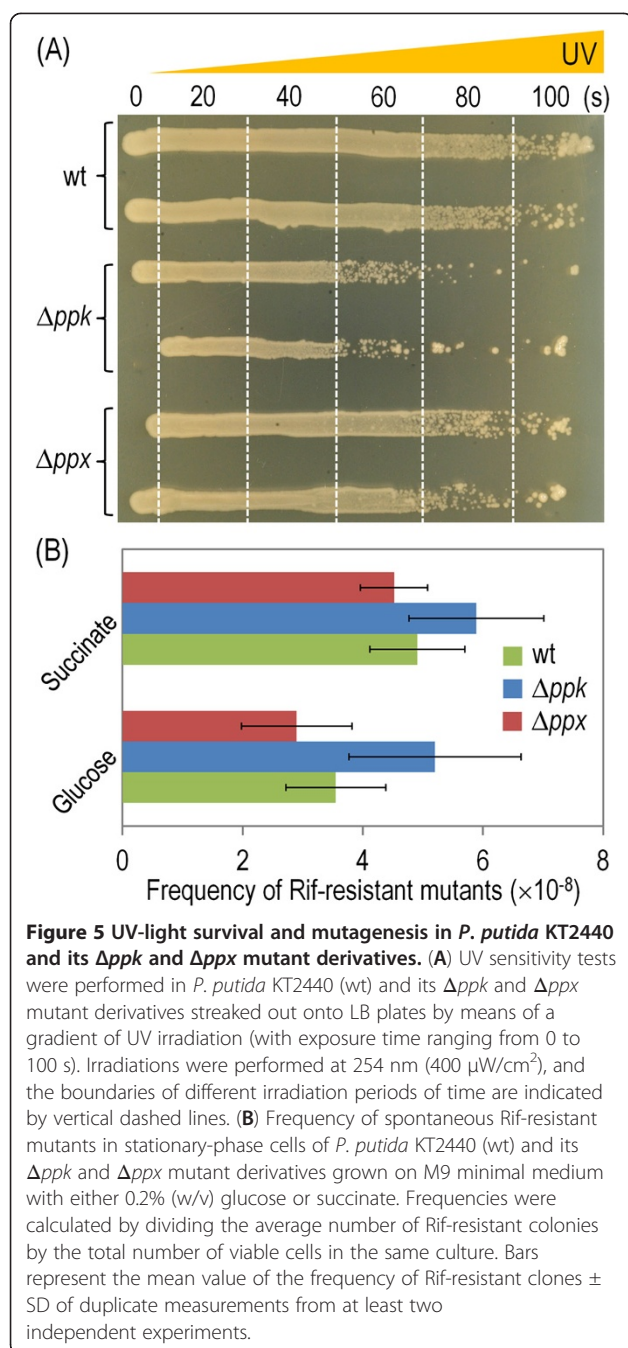 (A)
UV
0 20 40 60 80 100 (s)
wt
Δppk
Δppx
(B)
Succinate
Glucose
wt
Δppk
Δppx
0 2 4 6 8
Frequency of Rif-resistant mutants (×10-8)
Figure 5 UV-light survival and mutagenesis in P. putida KT2440
and its Δppk and Δppx mutant derivatives. (A) UV sensitivity tests
were performed in P. putida KT2440 (wt) and its Δppk and Δppx
mutant derivatives streaked out onto LB plates by means of a
gradient of UV irradiation (with exposure time ranging from 0 to
100 s). Irradiations were performed at 254 nm (400 μW/cm²), and
the boundaries of different irradiation periods of time are indicated
by vertical dashed lines. (B) Frequency of spontaneous Rif-resistant
mutants in stationary-phase cells of P. putida KT2440 (wt) and its
Δppk and Δppx mutant derivatives grown on M9 minimal medium
with either 0.2% (w/v) glucose or succinate. Frequencies were
calculated by dividing the average number of Rif-resistant colonies
by the total number of viable cells in the same culture. Bars
represent the mean value of the frequency of Rif-resistant clones ±
SD of duplicate measurements from at least two
independent experiments.